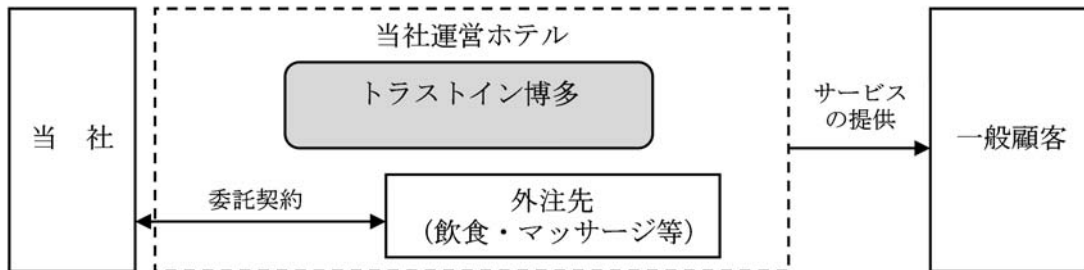 当社運営ホテル
トラストイン博多
当　社
サービス
の提供
一般顧客
委託契約
外注先
（飲食・マッサージ等）